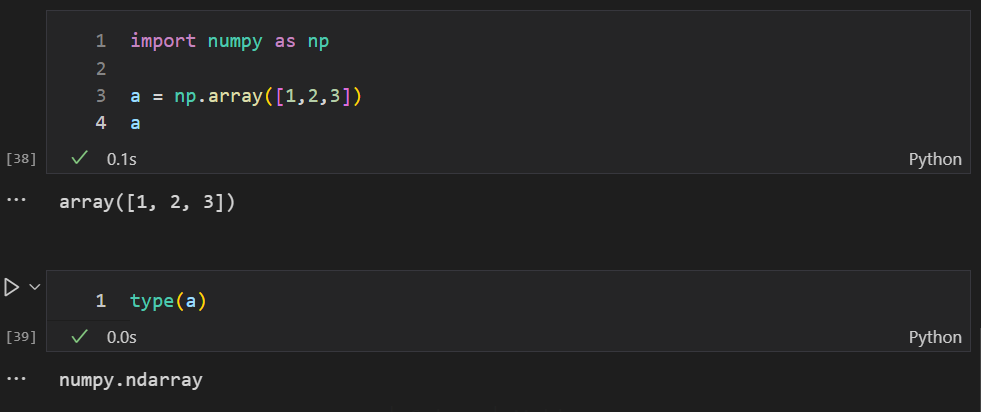 1 import numpy as np
2
3 a = np.array([1,2,3])
4 a
[38] 0.1s Python
... array([1, 2, 3])
1 type(a)
[39] 0.0s Python
... numpy.ndarray